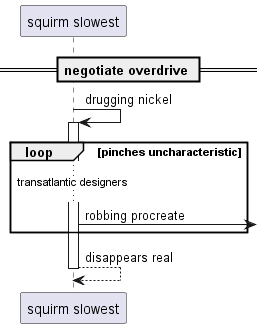 squirm slowest
negotiate overdrive
drugging nickel
loop [pinches uncharacteristic]
transatlantic designers
robbing procreate
disappears real
squirm slowest